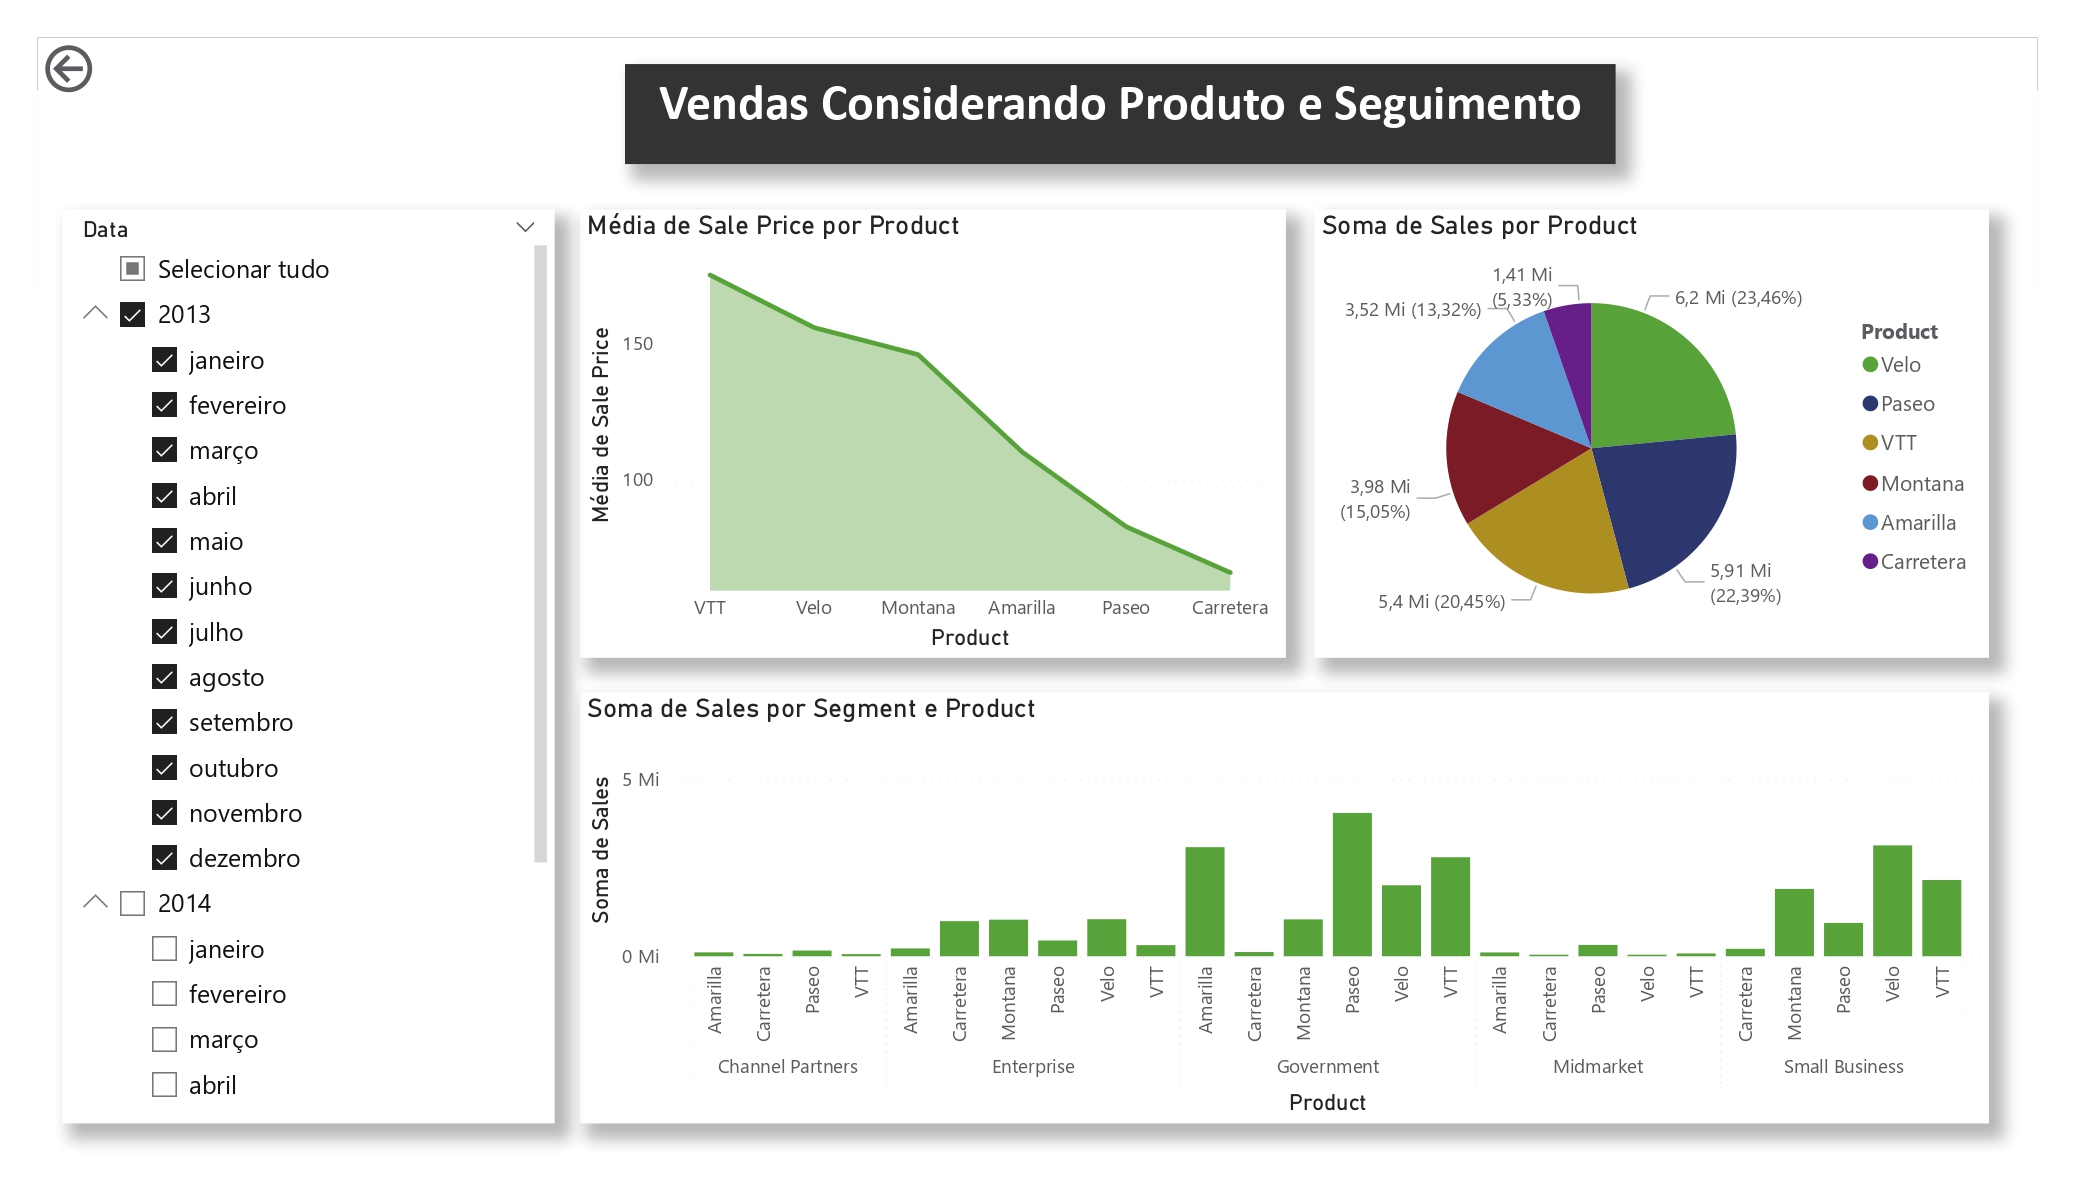 Vendas Considerando Produto e Seguimento
Data
Selecionar tudo
2013
janeiro
fevereiro
março
abril
maio
junho
julho
agosto
setembro
outubro
novembro
dezembro
2014
janeiro
fevereiro
março
abril
Média de Sale Price por Product
Média de Sale Price
150
100
VTT Velo Montana Amarilla Paseo Carretera
Product
Soma de Sales por Product
1,41 Mi
(5,33%)
6,2 Mi (23,46%)
3,52 Mi (13,32%)
3,98 Mi
(15,05%)
5,91 Mi
(22,39%)
5,4 Mi (20,45%)
Product
Velo
Paseo
VTT
Montana
Amarilla
Carretera
Soma de Sales por Segment e Product
Soma de Sales
5 Mi
0 Mi
Amarilla
Carretera
Paseo
VTT
Amarilla
Carretera
Montana
Paseo
Velo
VTT
Amarilla
Carretera
Montana
Paseo
Velo
VTT
Amarilla
Carretera
Paseo
Velo
VTT
Carretera
Montana
Paseo
Velo
VTT
Channel Partners Enterprise Government Midmarket Small Business
Product